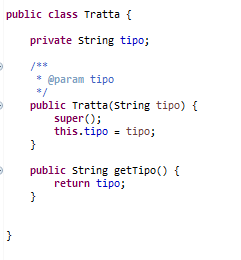 public class Tratta {
private String tipo;
/**
* @param tipo
*/
public Tratta(String tipo) {
super();
this.tipo = tipo;
}
public String getTipo() {
return tipo;
}
}